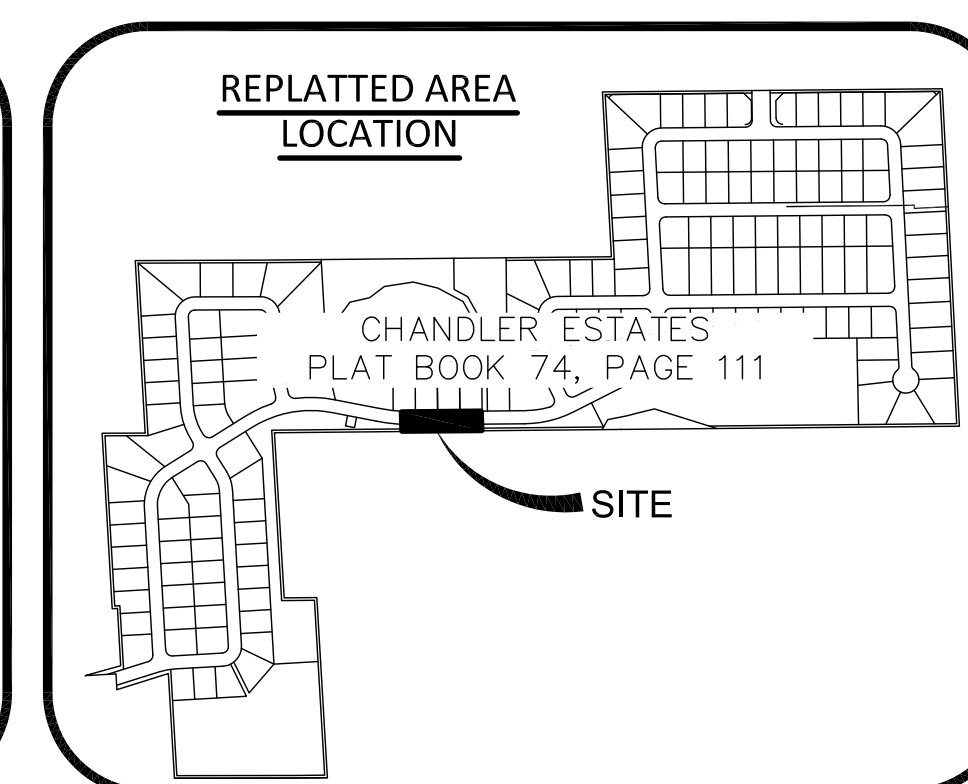 REPLATTED AREA
LOCATION
CHANDLER ESTATES
PLAT BOOK 74, PAGE 111
SITE